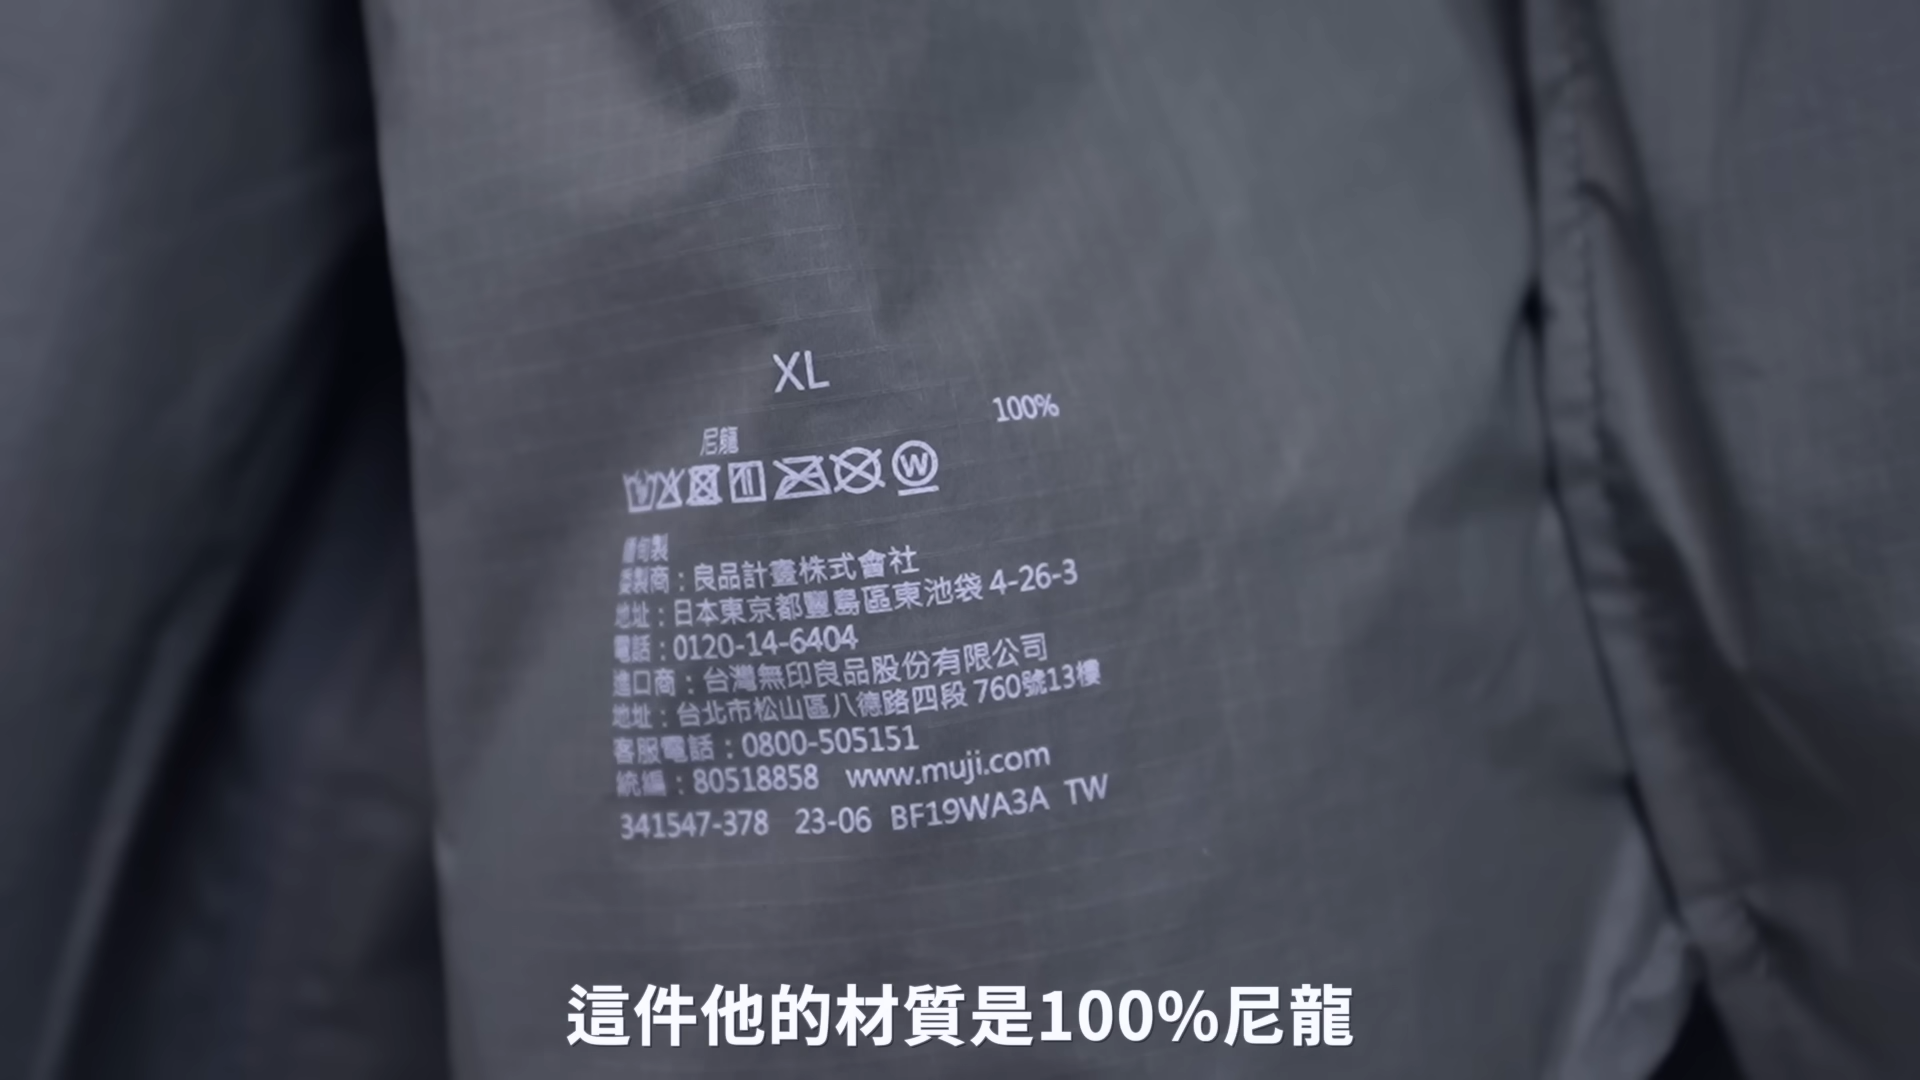 XL
尼龍 100%
W
緬甸製
委製商：良品計畫株式會社
地址：日本東京都豐島區東池袋 4-26-3
電話：0120-14-6404
進口商：台灣無印良品股份有限公司
地址：台北市松山區八德路四段 760號13樓
客服電話：0800-505151
統編：80518858 www.muji.com
341547-378 23-06 BF19WA3A TW
這件他的材質是100%尼龍